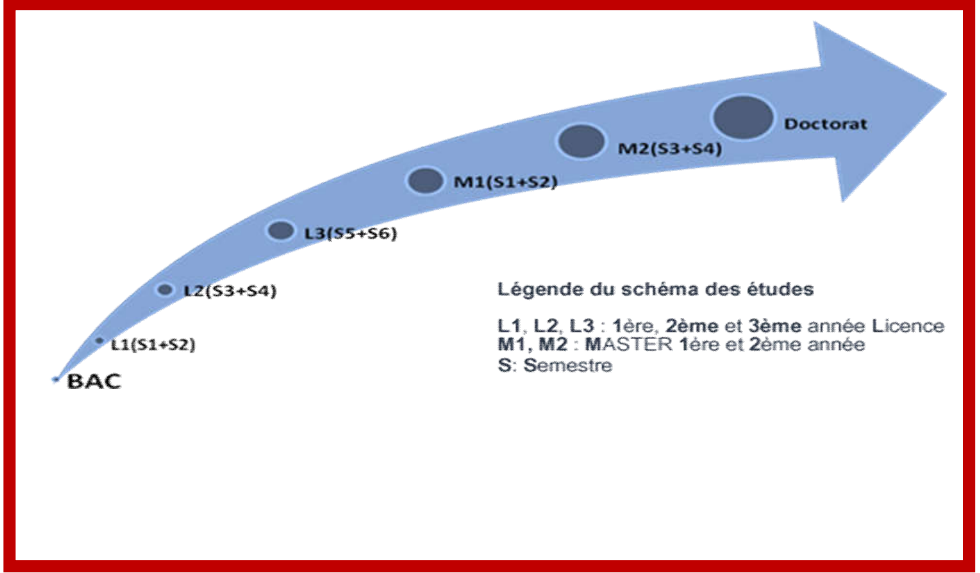 Doctorat
M2(S3+S4)
M1(S1+S2)
L3(S5+S6)
L2(S3+S4)
L1(S1+S2)
BAC
Légende du schéma des études
L1, L2, L3 : 1ère, 2ème et 3ème année Licence
M1, M2 : MASTER 1ère et 2ème année
S: Semestre